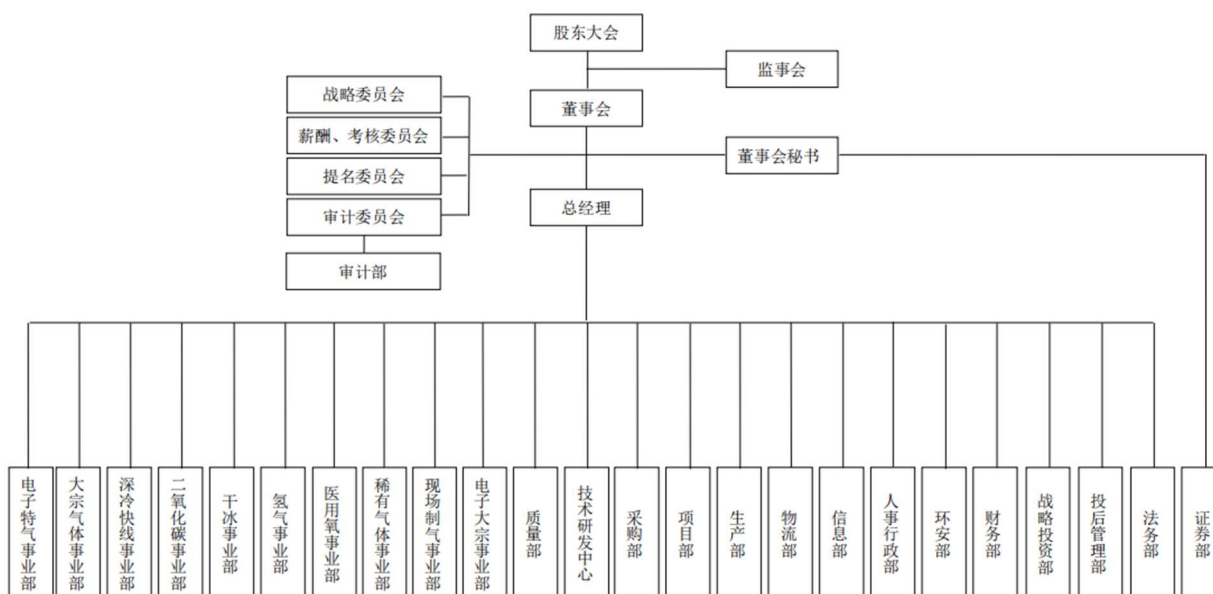 股东大会
监事会
战略委员会
董事会
薪酬、考核委员会
董事会秘书
提名委员会
总经理
审计委员会
审计部
电子特气事业部
大宗气体事业部
深冷快线事业部
二氧化碳事业部
干冰事业部
氢气事业部
医用氧事业部
稀有气体事业部
现场制气事业部
电子大宗事业部
质量部
技术研发中心
采购部
项目部
生产部
物流部
信息部
人事行政部
环安部
财务部
战略投资部
投后管理部
法务部
证券部